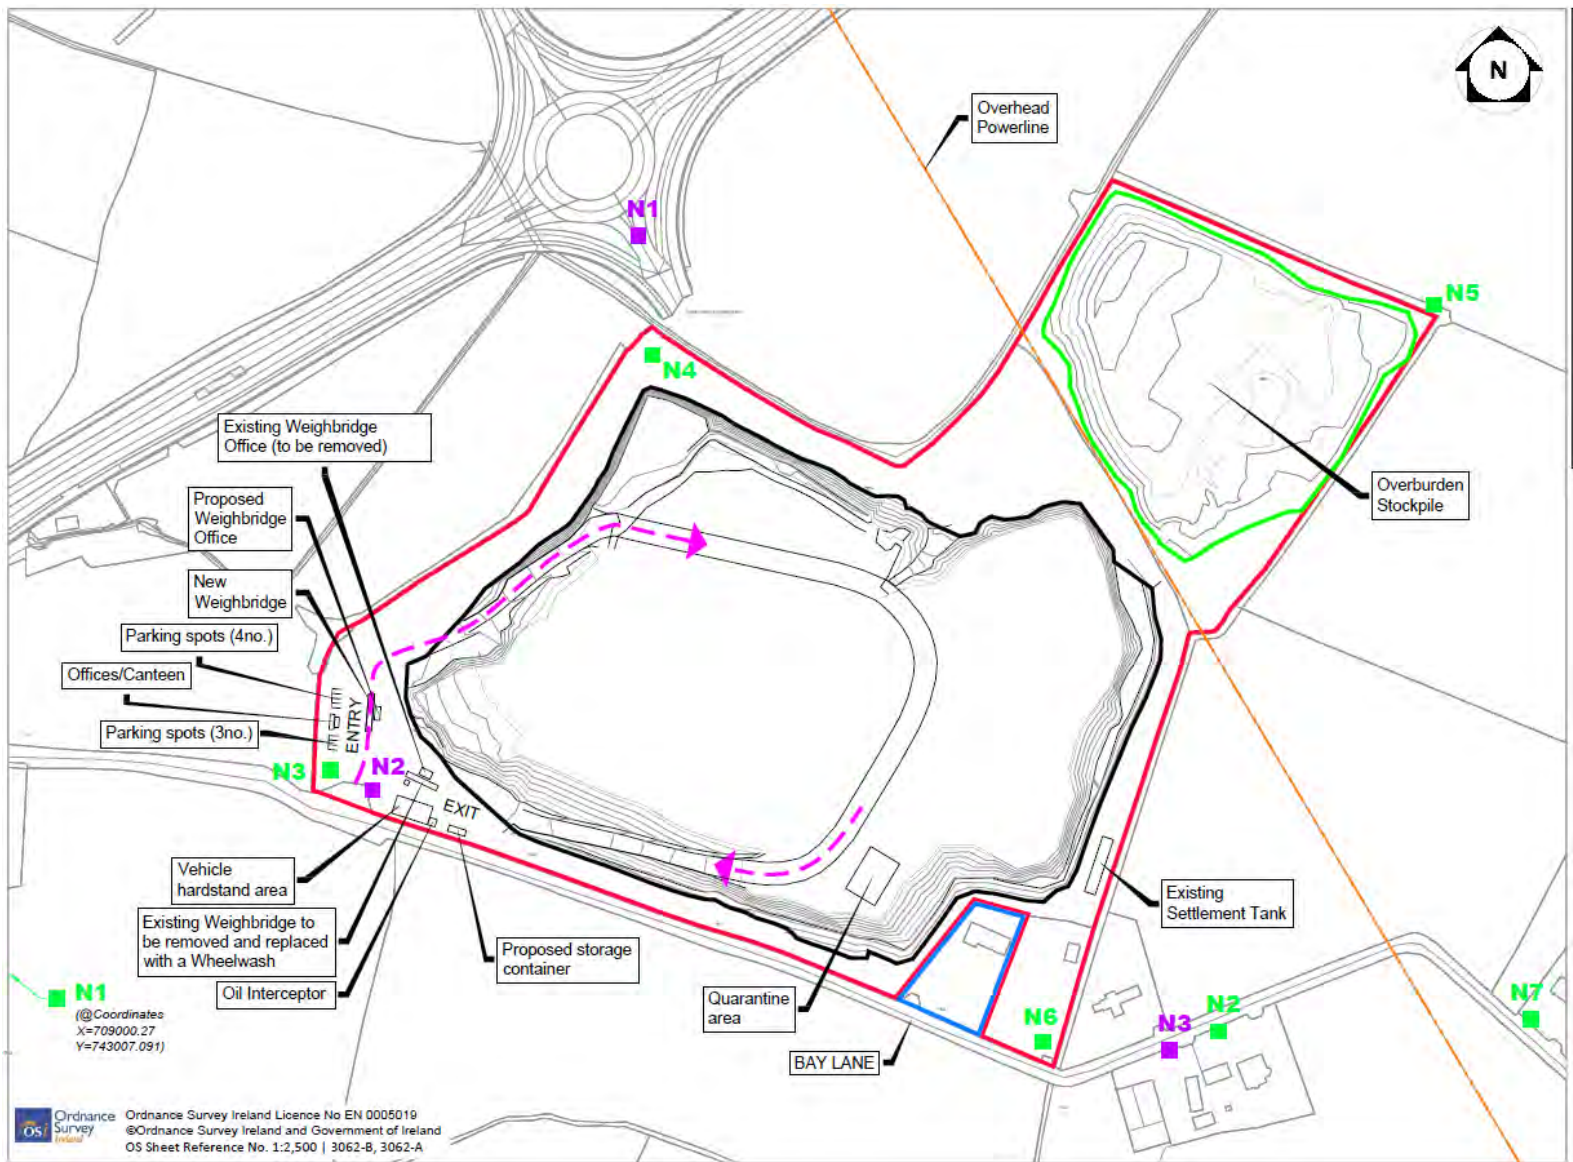 N
Overhead
Powerline
N1
N5
N4
Existing Weighbridge
Office (to be removed)
Overburden
Stockpile
Proposed
Weighbridge
Office
New
Weighbridge
Parking spots (4no.)
Offices/Canteen
Parking spots (3no.)
ENTRY
N3
N2
EXIT
Vehicle
hardstand area
Existing
Settlement Tank
Existing Weighbridge to
be removed and replaced
with a Wheelwash
Proposed storage
container
Oil Interceptor
Quarantine
area
N1
(@Coordinates
X=709000.27
Y=743007.091)
N6
N3
N2
N7
BAY LANE
OSi
Ordnance
Survey
Ireland
Ordnance Survey Ireland Licence No EN 0005019
©Ordnance Survey Ireland and Government of Ireland
OS Sheet Reference No. 1:2,500 | 3062-B, 3062-A